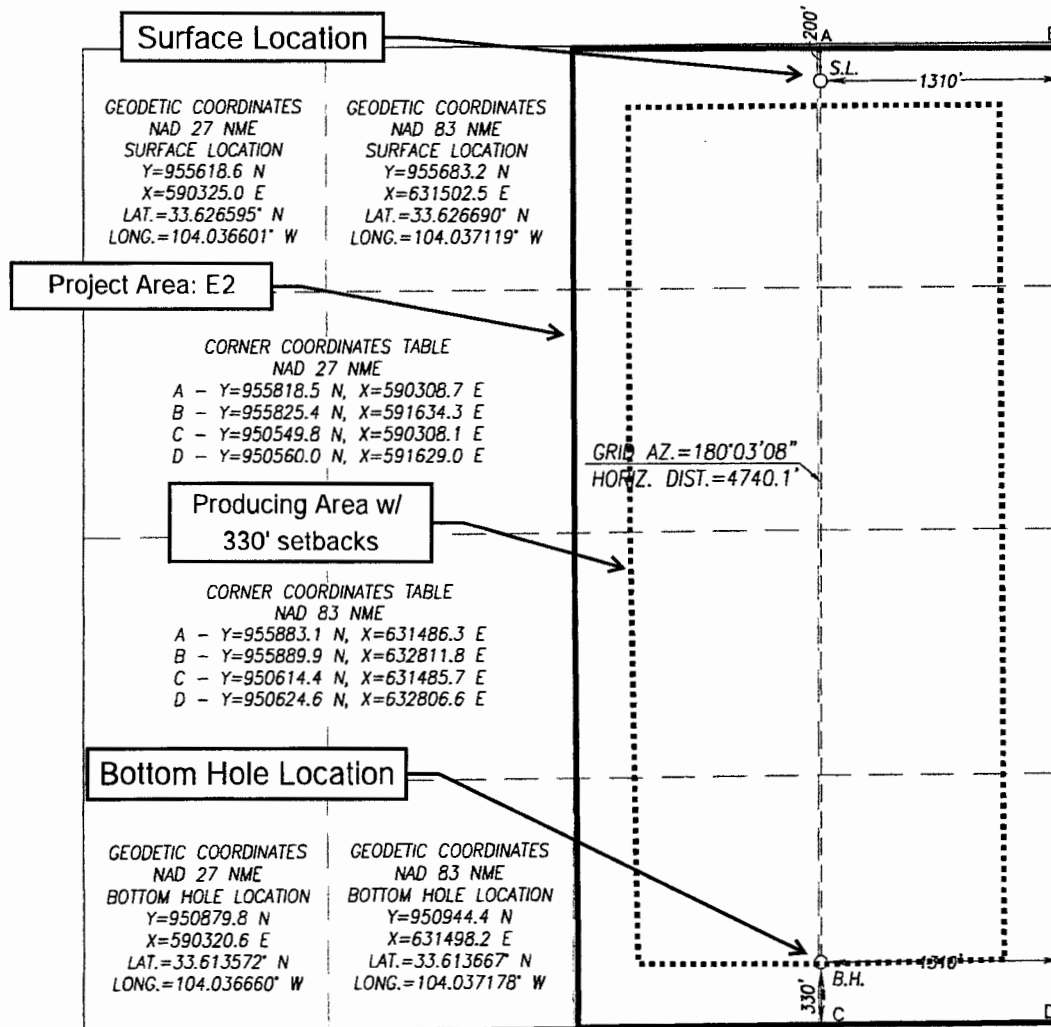 Surface Location
200'
A
S.L.
1310'
GEODETIC COORDINATES
NAD 27 NME
SURFACE LOCATION
Y=955618.6 N
X=590325.0 E
LAT.=33.626595° N
LONG.=104.036601° W
GEODETIC COORDINATES
NAD 83 NME
SURFACE LOCATION
Y=955683.2 N
X=631502.5 E
LAT.=33.626690° N
LONG.=104.037119° W
Project Area: E2
CORNER COORDINATES TABLE
NAD 27 NME
A - Y=955818.5 N, X=590308.7 E
B - Y=955825.4 N, X=591634.3 E
C - Y=950549.8 N, X=590308.1 E
D - Y=950560.0 N, X=591629.0 E
GRID AZ.=180°03'08"
HORIZ. DIST.=4740.1'
Producing Area w/
330' setbacks
CORNER COORDINATES TABLE
NAD 83 NME
A - Y=955883.1 N, X=631486.3 E
B - Y=955889.9 N, X=632811.8 E
C - Y=950614.4 N, X=631485.7 E
D - Y=950624.6 N, X=632806.6 E
Bottom Hole Location
GEODETIC COORDINATES
NAD 27 NME
BOTTOM HOLE LOCATION
Y=950879.8 N
X=590320.6 E
LAT.=33.613572° N
LONG.=104.036660° W
GEODETIC COORDINATES
NAD 83 NME
BOTTOM HOLE LOCATION
Y=950944.4 N
X=631498.2 E
LAT.=33.613667° N
LONG.=104.037178° W
1310'
B.H.
330'
C
D